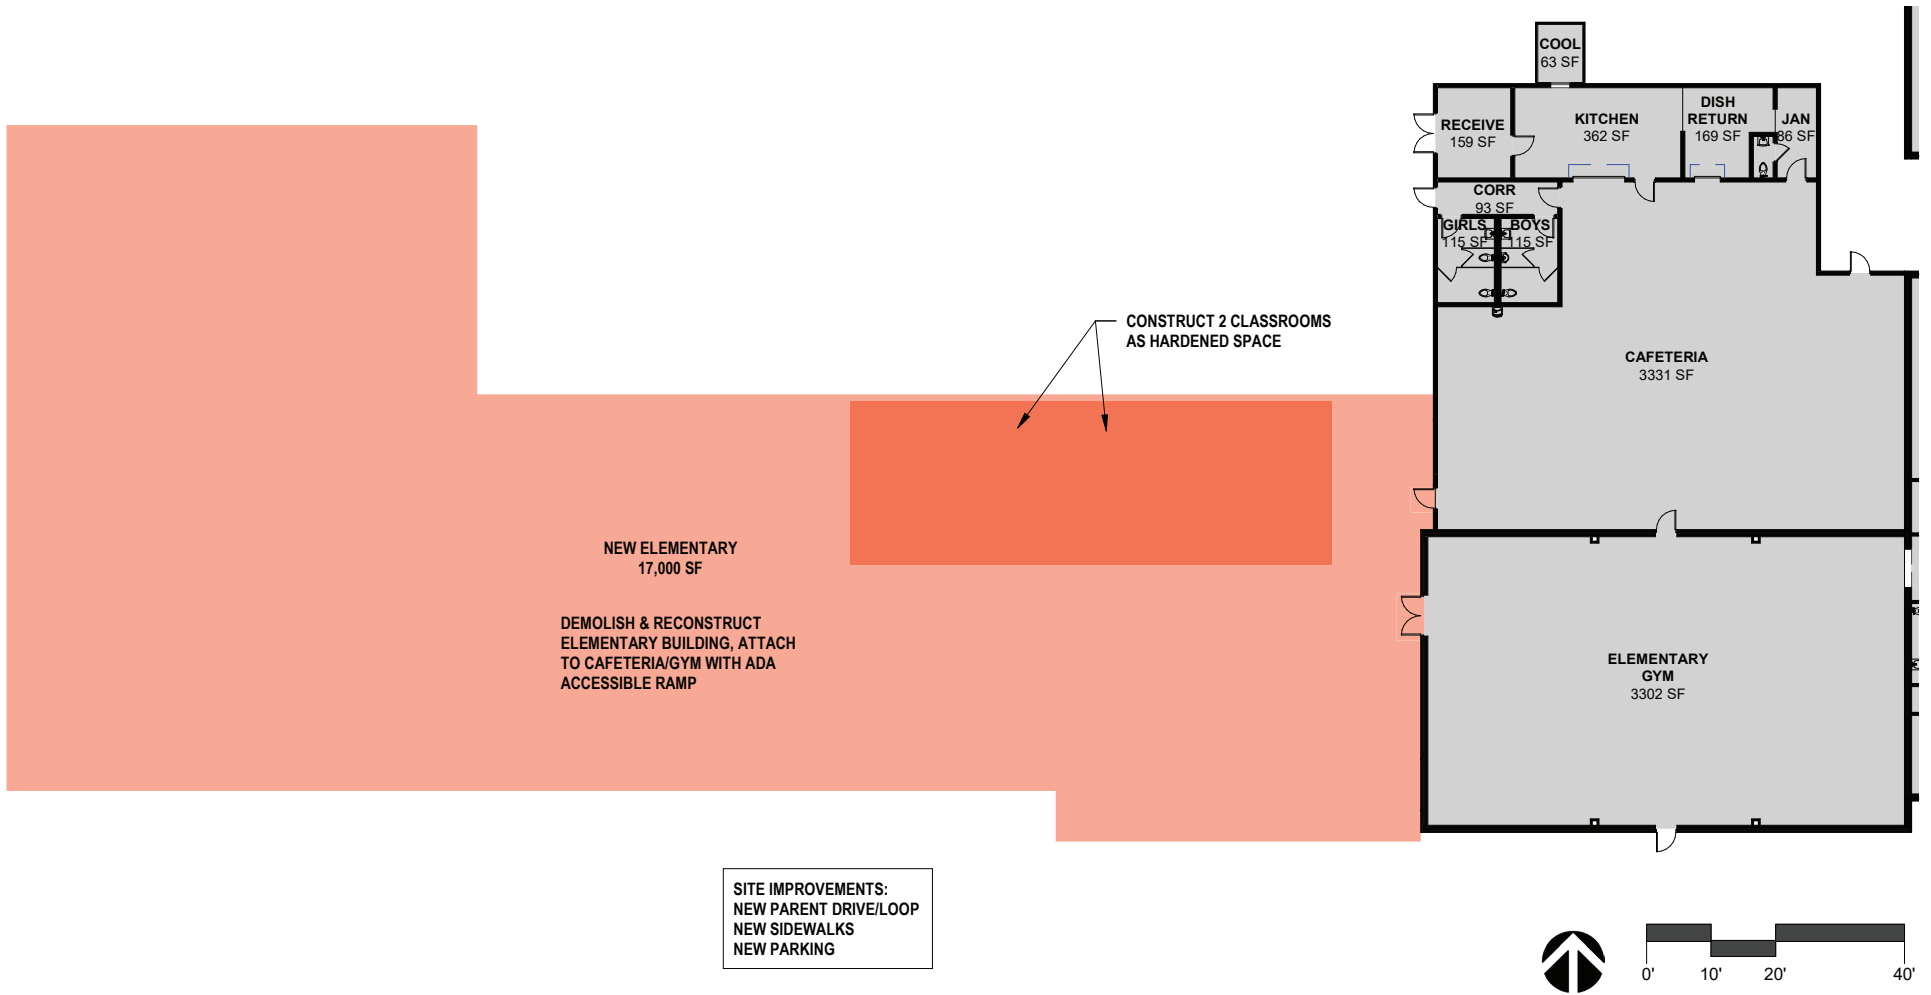 COOL
63 SF
RECEIVE
159 SF
KITCHEN
362 SF
DISH
RETURN
169 SF
JAN
86 SF
CORR
93 SF
GIRLS
115 SF
BOYS
115 SF
CONSTRUCT 2 CLASSROOMS
AS HARDENED SPACE
CAFETERIA
3331 SF
NEW ELEMENTARY
17,000 SF
DEMOLISH & RECONSTRUCT
ELEMENTARY BUILDING, ATTACH
TO CAFETERIA/GYM WITH ADA
ACCESSIBLE RAMP
ELEMENTARY
GYM
3302 SF
SITE IMPROVEMENTS:
NEW PARENT DRIVE/LOOP
NEW SIDEWALKS
NEW PARKING
0' 10' 20' 40'